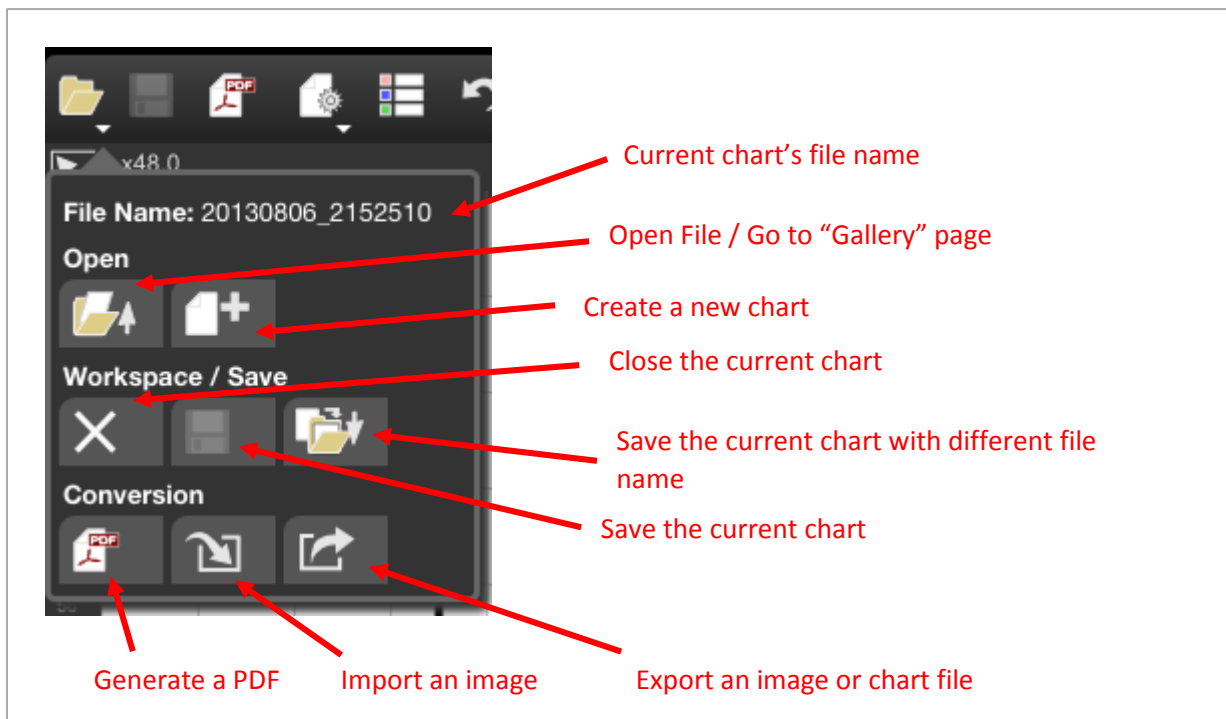 PDF
x48.0
Current chart’s file name
File Name: 20130806_2152510
Open File / Go to “Gallery” page
Open
Create a new chart
Close the current chart
Workspace / Save
Save the current chart with different file
name
Conversion
Save the current chart
PDF
Generate a PDF
Import an image
Export an image or chart file